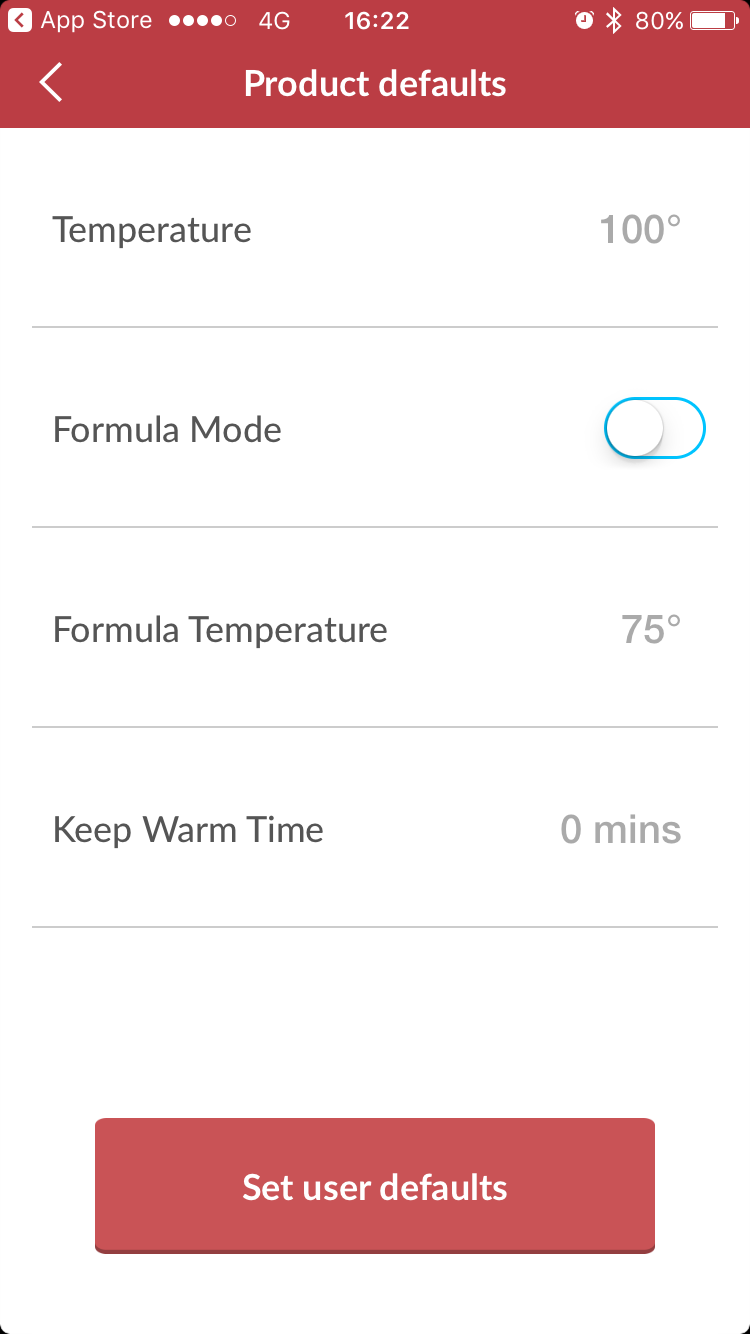 App Store 4G 16:22 80%
Product defaults
Temperature 100°
Formula Mode
Formula Temperature 75°
Keep Warm Time 0 mins
Set user defaults